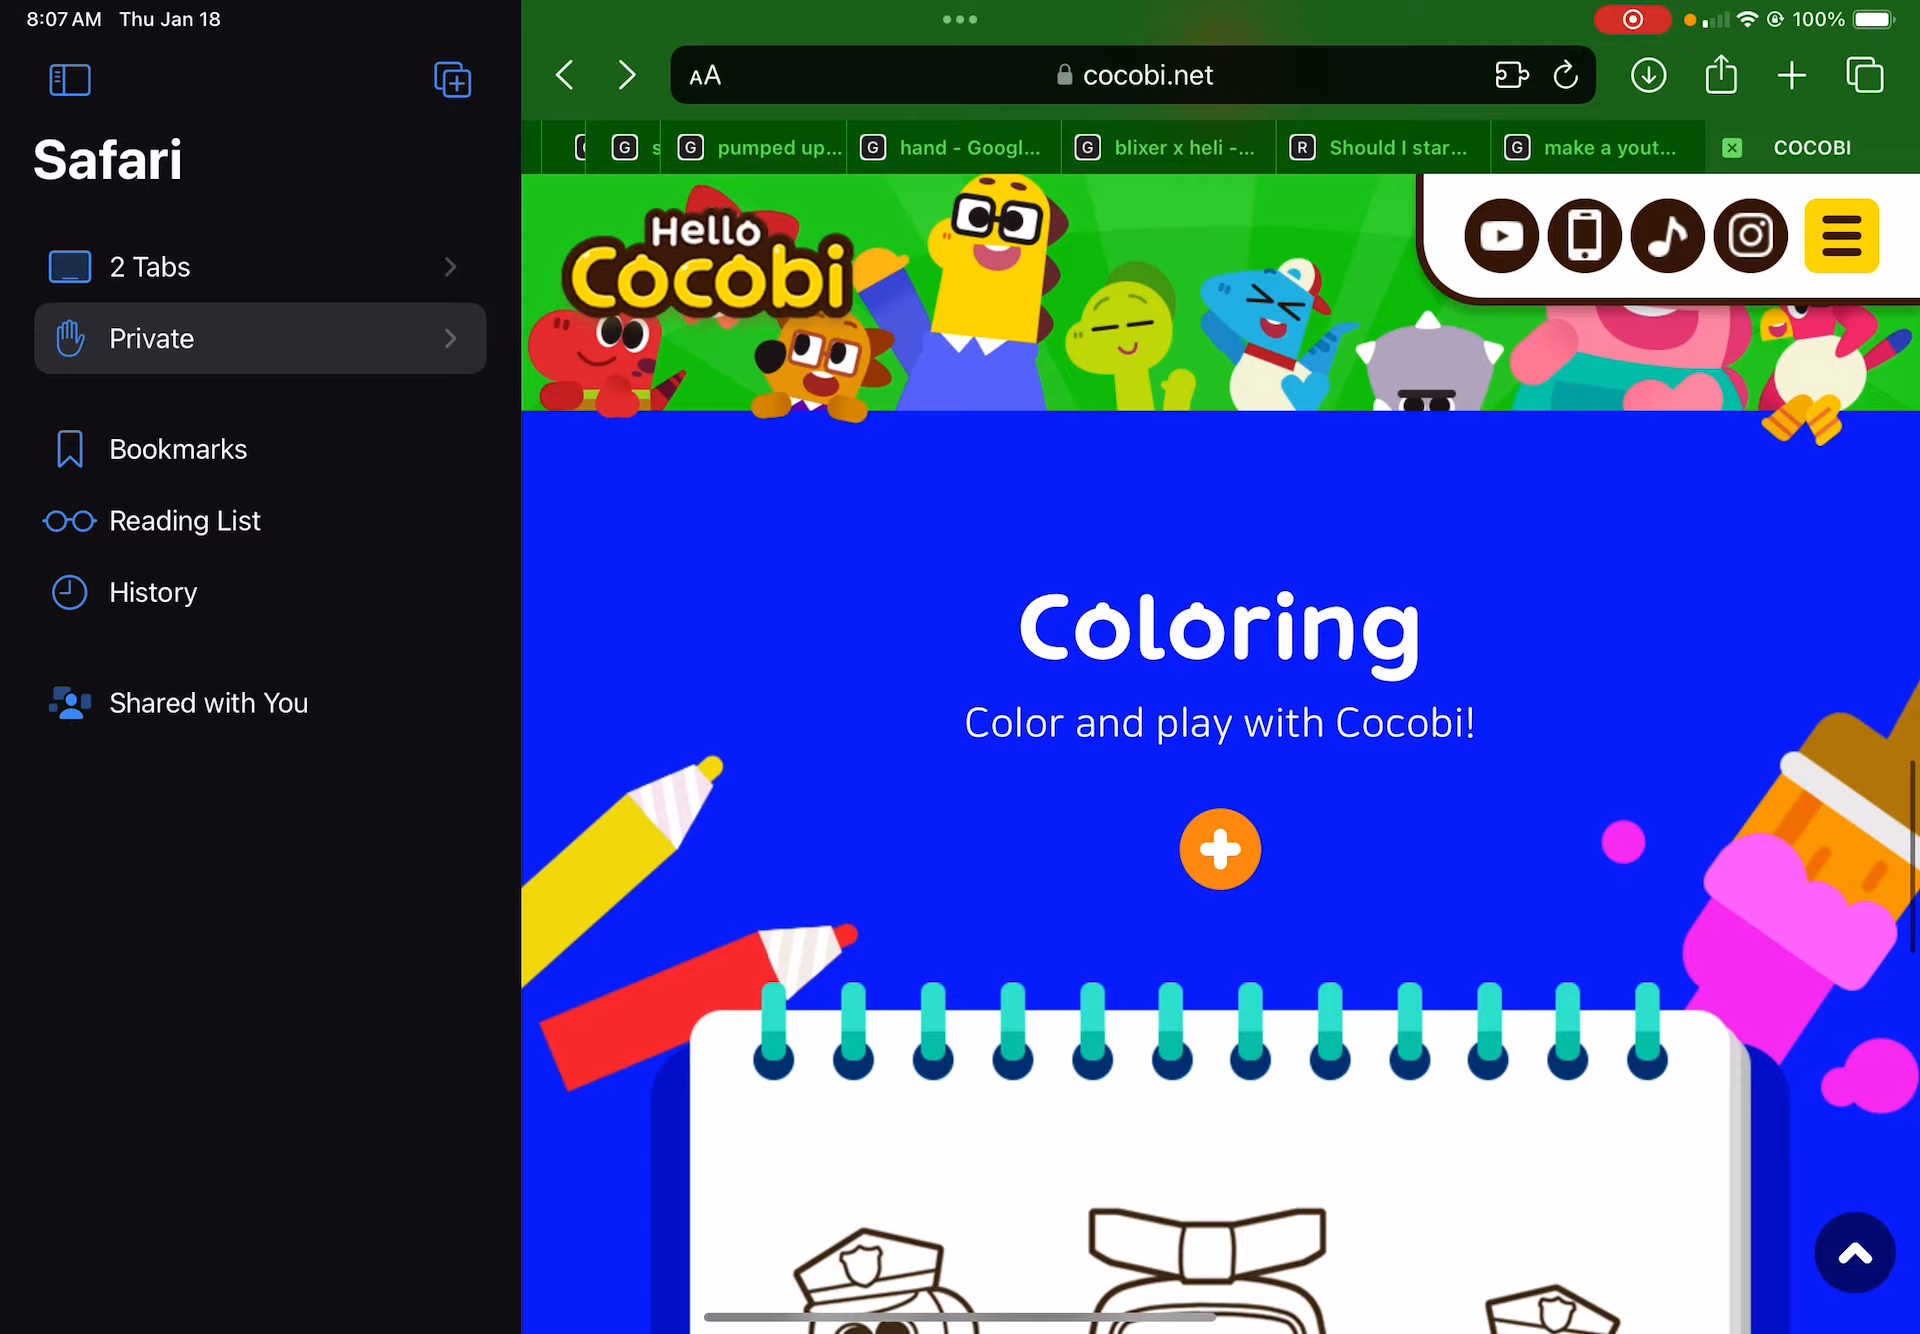 8:07 AM Thu Jan 18
100%
Safari
2 Tabs
Private
Bookmarks
Reading List
History
Shared with You
AA
cocobi.net
G s
G pumped up...
G hand - Googl...
G blixer x heli -...
R Should I star...
G make a yout...
COCOBI
Hello
Cocobi
Coloring
Color and play with Cocobi!